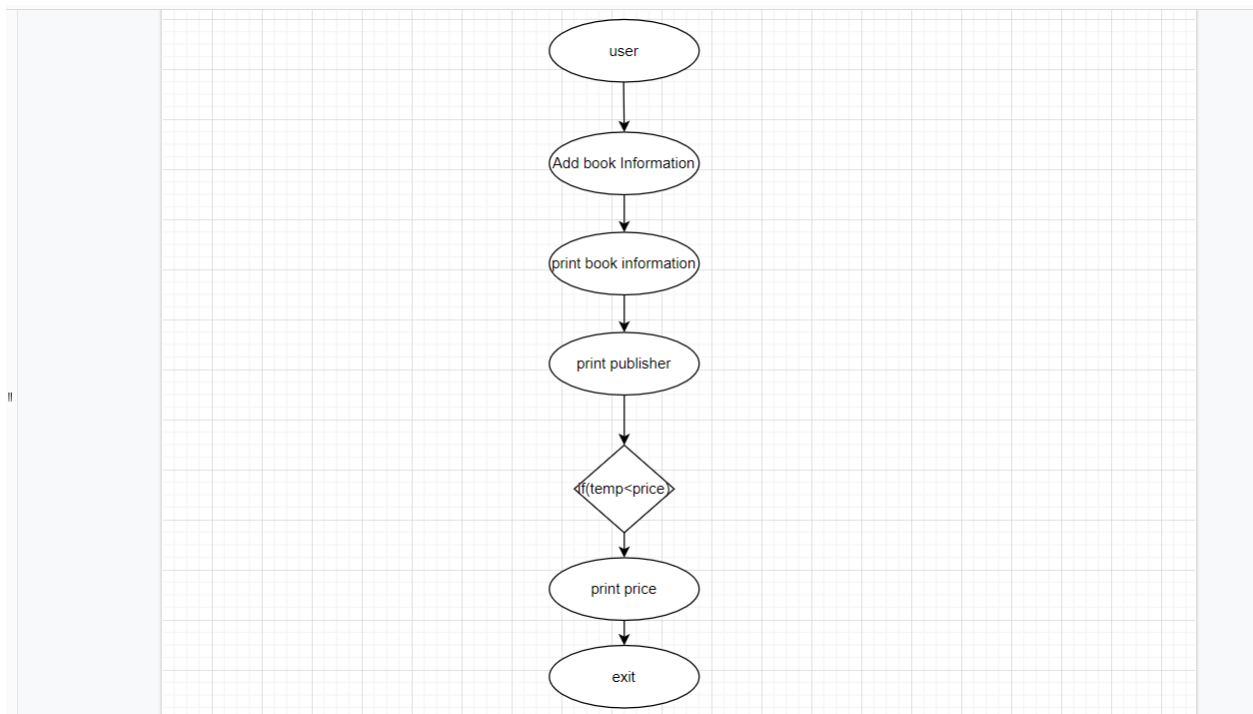 user
Add book Information
print book information
print publisher
if(temp<price)
print price
exit